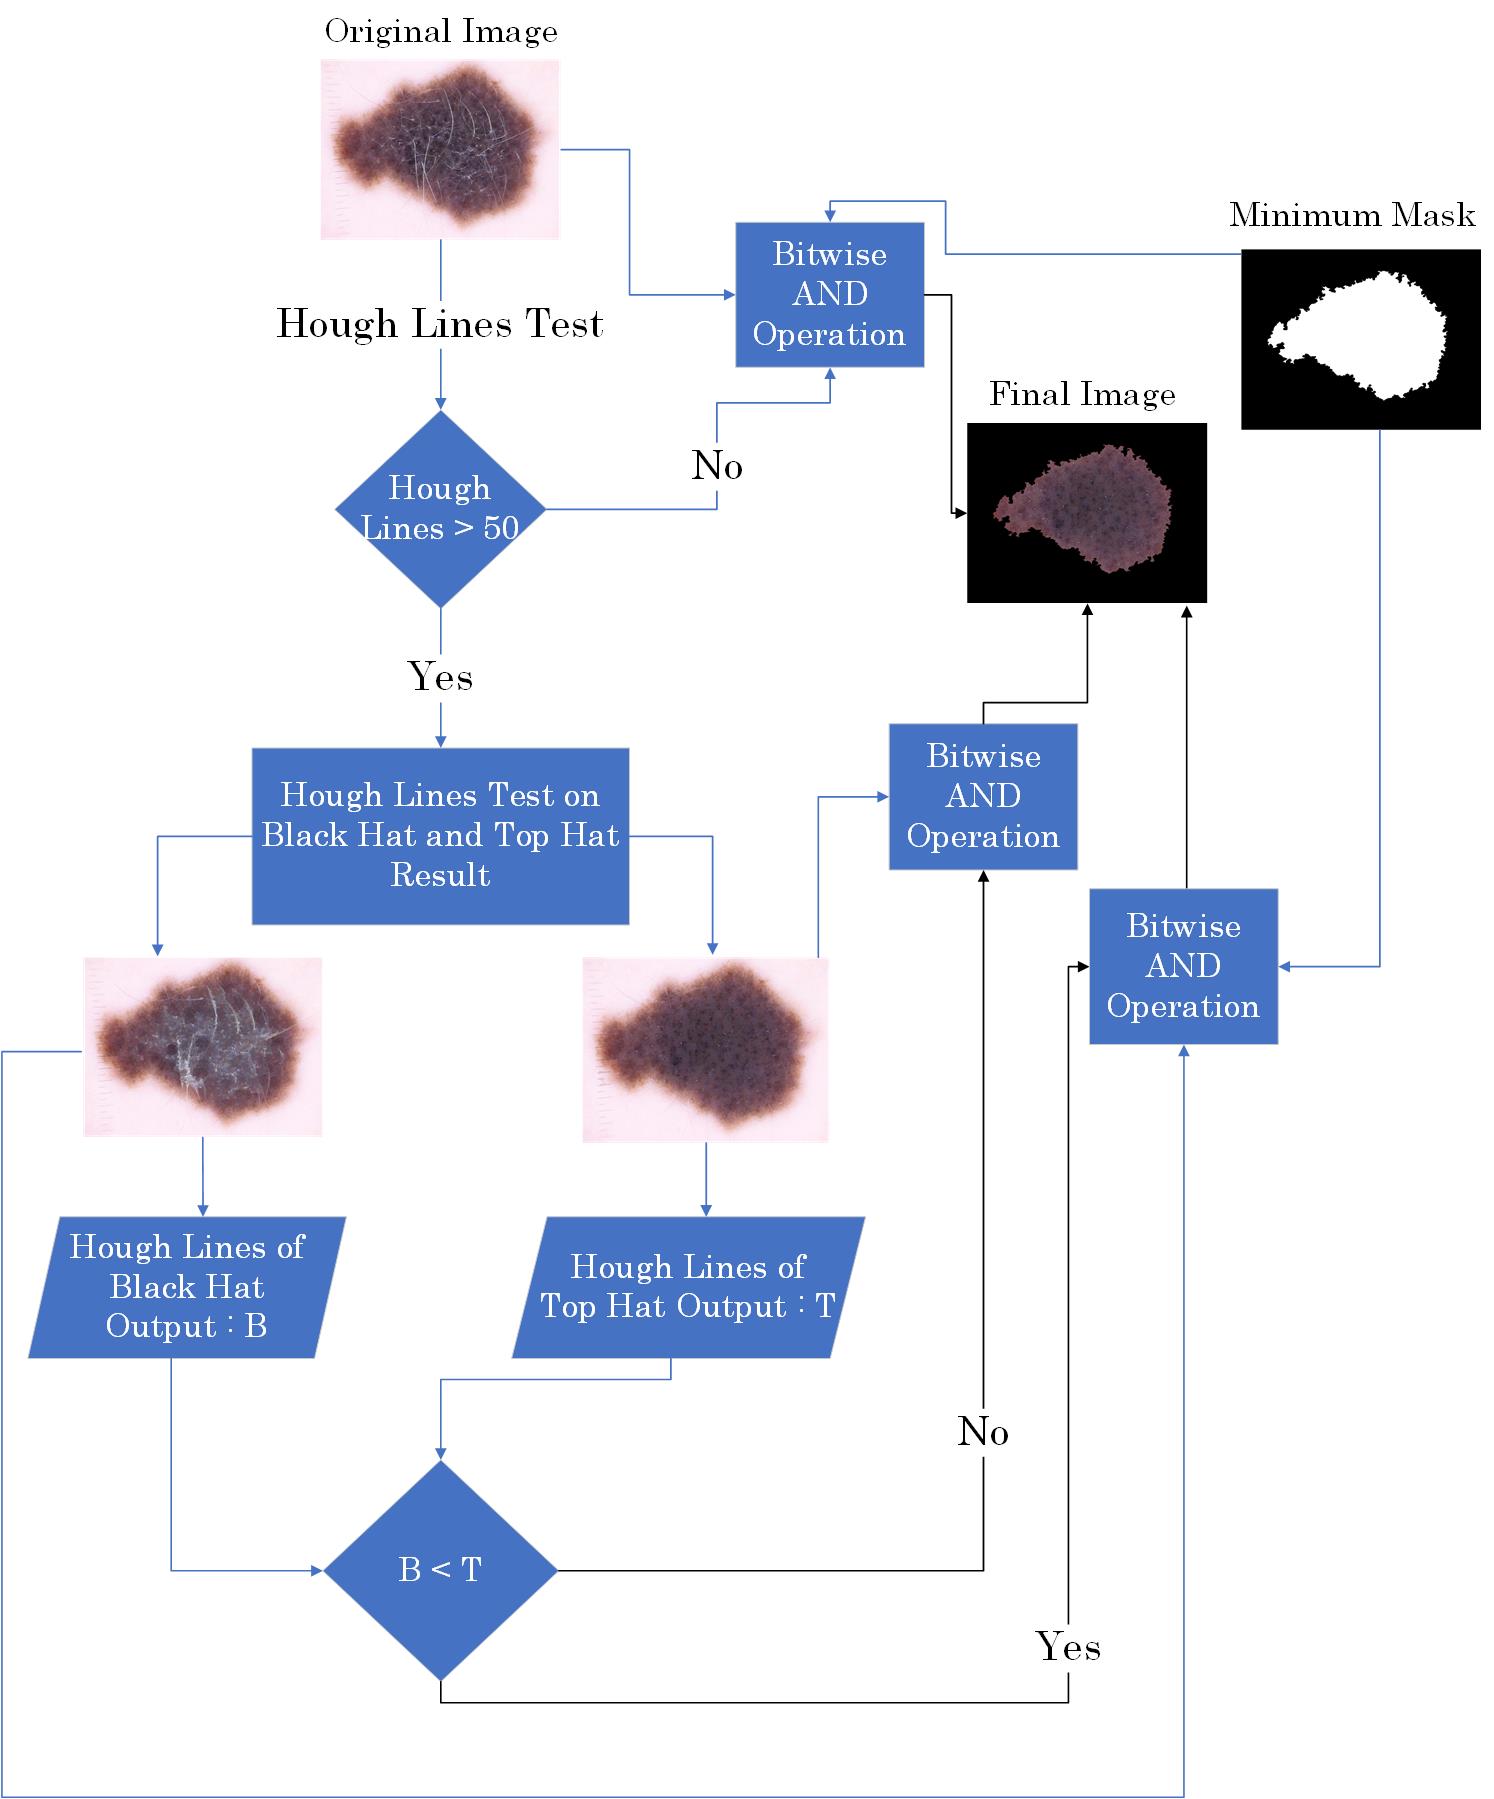 Original Image
Minimum Mask
Bitwise
AND
Operation
Hough Lines Test
Final Image
Hough
Lines > 50
No
Yes
Bitwise
AND
Operation
Hough Lines Test on
Black Hat and Top Hat
Result
Bitwise
AND
Operation
Hough Lines of
Black Hat
Output : B
Hough Lines of
Top Hat Output : T
No
B < T
Yes